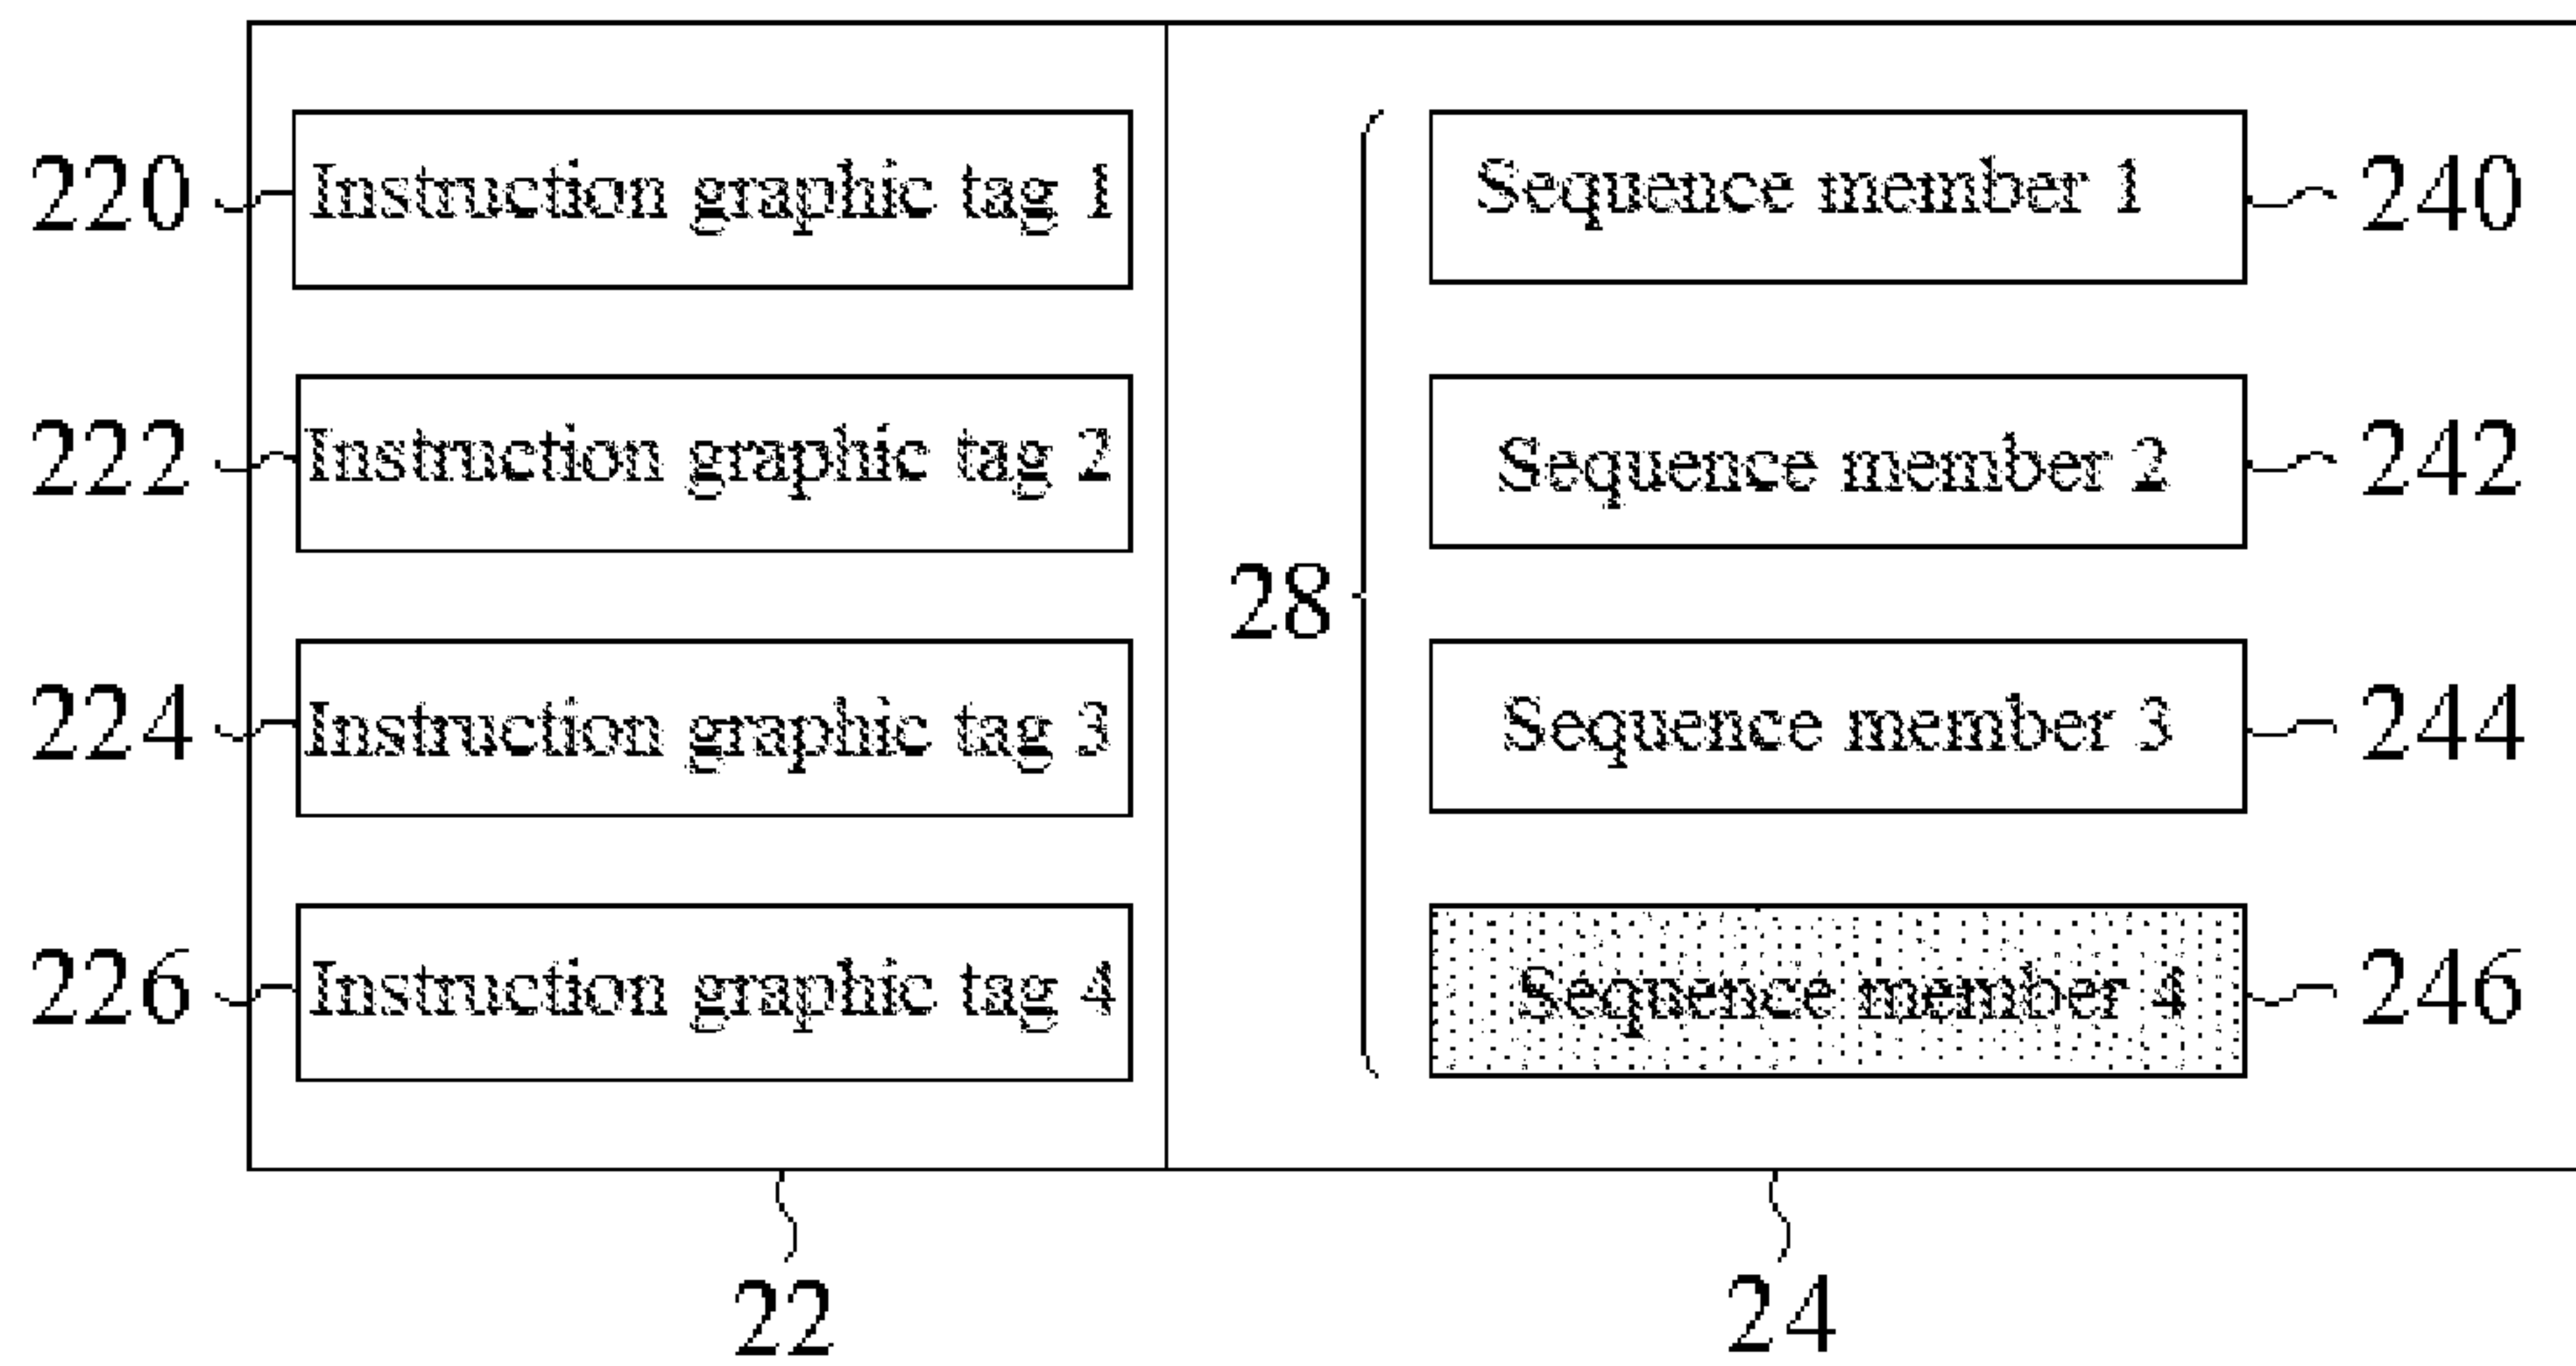 220 Instruction graphic tag 1 Sequence member 1 240
222 Instruction graphic tag 2 Sequence member 2 242
28
224 Instruction graphic tag 3 Sequence member 3 244
226 Instruction graphic tag 4 Sequence member 4 246
22 24